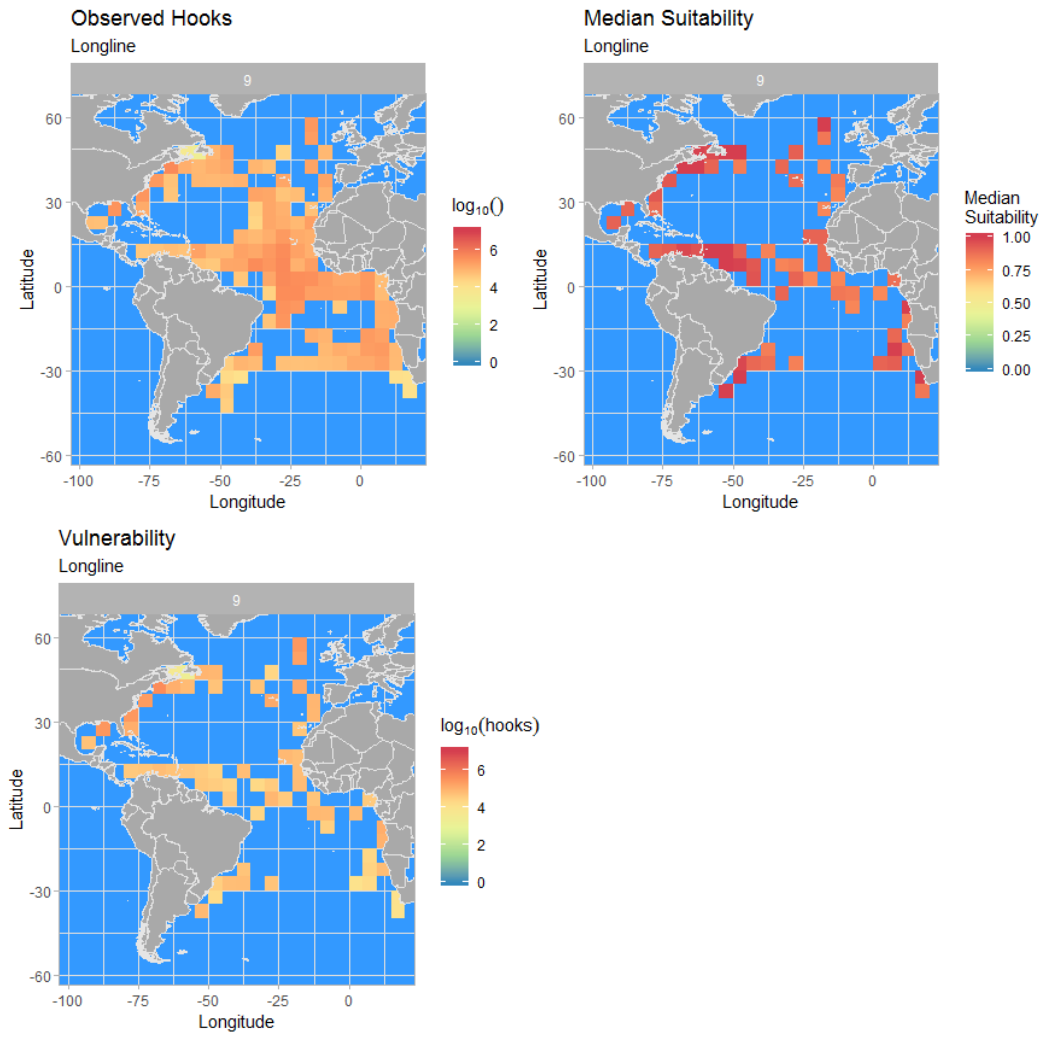 Observed Hooks
Longline
9
60
30
0
-30
-60
Latitude
-100
-75
-50
-25
0
Longitude
log₁₀()
6
4
2
0
Median Suitability
Longline
9
60
30
0
-30
-60
Latitude
-100
-75
-50
-25
0
Longitude
Median
Suitability
1.00
0.75
0.50
0.25
0.00
Vulnerability
Longline
9
60
30
0
-30
-60
Latitude
-100
-75
-50
-25
0
Longitude
log₁₀(hooks)
6
4
2
0